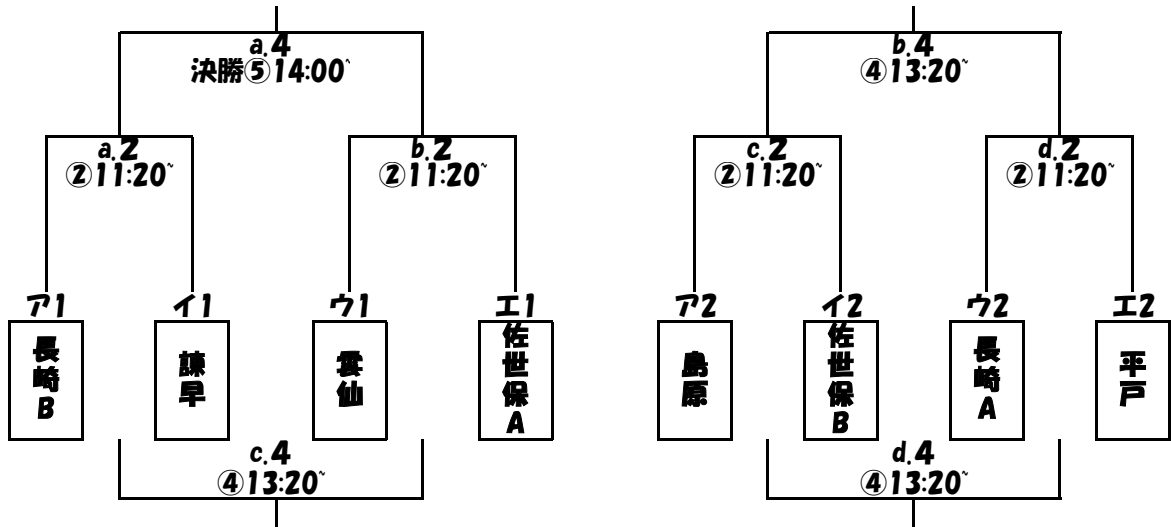 a.4
決勝⑤14:00~
b.4
④13:20~
a.2
②11:20~
b.2
②11:20~
c.2
②11:20~
d.2
②11:20~
ア1
イ1
ウ1
エ1
ア2
イ2
ウ2
エ2
長崎B
諫早
雲仙
佐世保A
島原
佐世保B
長崎A
平戸
c.4
④13:20~
d.4
④13:20~